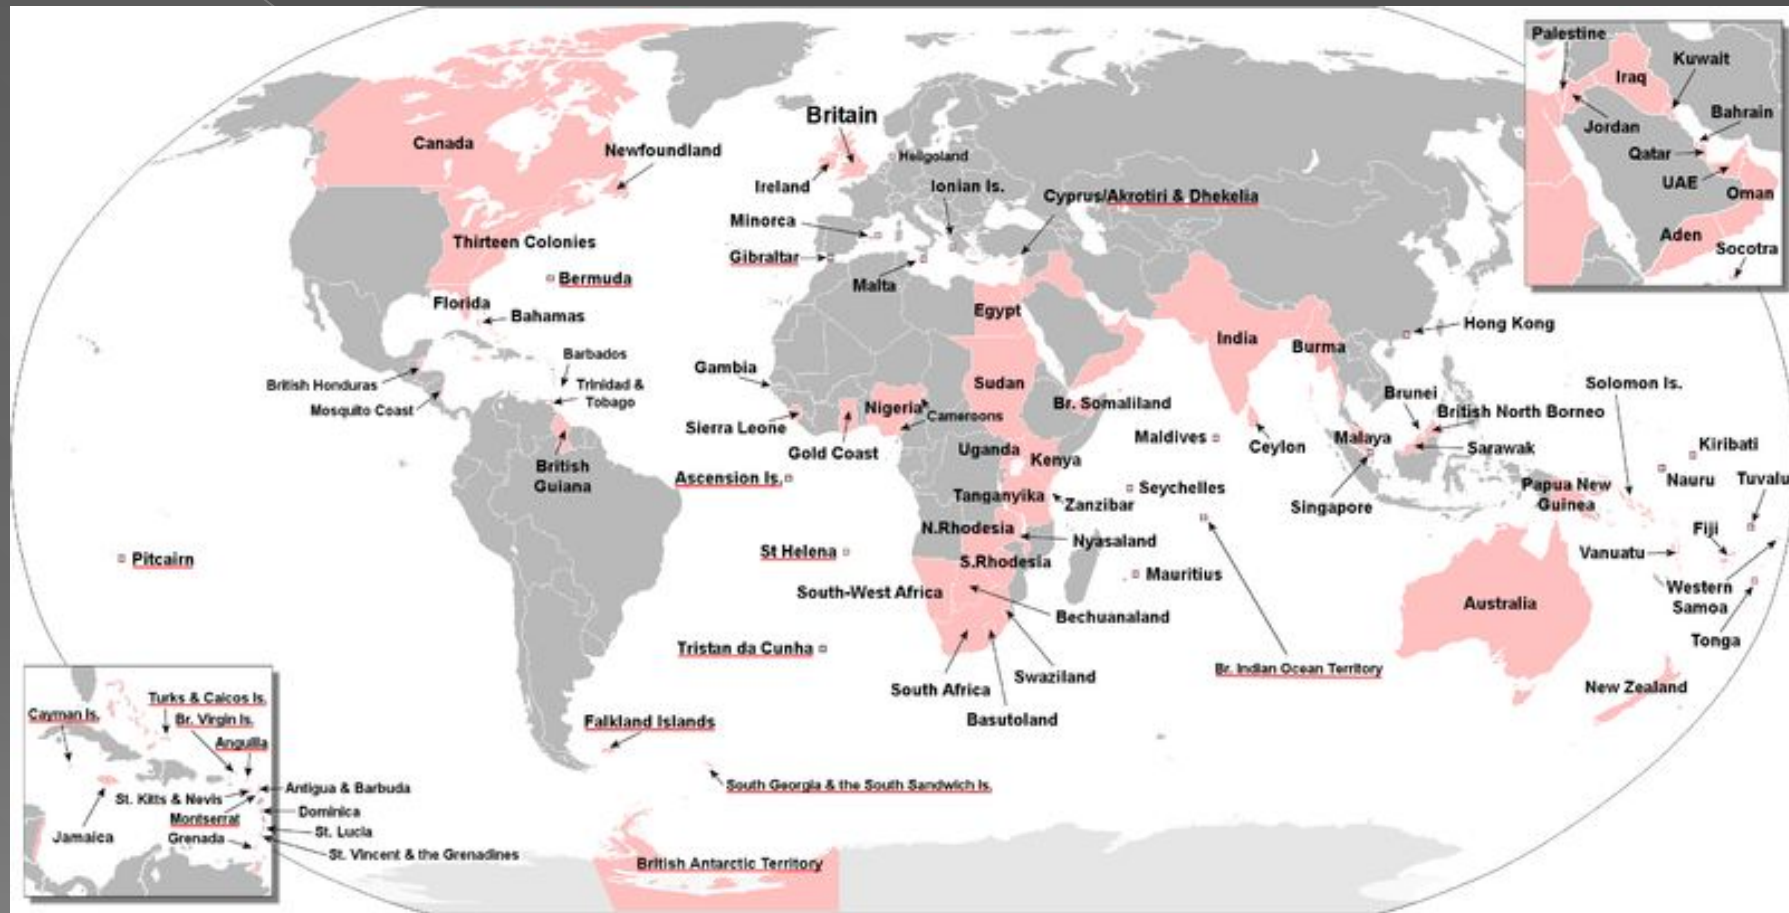 Canada
Newfoundland
Thirteen Colonies
Bermuda
Florida
Bahamas
Barbados
British Honduras
Trinidad &
Tobago
Mosquito Coast
British
Guiana
Pitcairn
Britain
Heligoland
Ireland
Ionian Is.
Cyprus/Akrotiri & Dhekelia
Minorca
Gibraltar
Malta
Egypt
Gambia
Sudan
Nigeria
Cameroons
Br. Somaliland
Sierra Leone
Gold Coast
Uganda
Kenya
Ascension Is.
Tanganyika
Zanzibar
N.Rhodesia
Nyasaland
St Helena
S.Rhodesia
South-West Africa
Bechuanaland
Tristan da Cunha
Swaziland
South Africa
Basutoland
Falkland Islands
South Georgia & the South Sandwich Is.
British Antarctic Territory
India
Burma
Hong Kong
Maldives
Ceylon
Seychelles
Mauritius
Br. Indian Ocean Territory
Brunei
British North Borneo
Malaya
Sarawak
Singapore
Solomon Is.
Kiribati
Nauru
Tuvalu
Papua New
Guinea
Fiji
Vanuatu
Western
Samoa
Tonga
Australia
New Zealand
Palestine
Kuwait
Iraq
Bahrain
Jordan
Qatar
UAE
Oman
Aden
Socotra
Turks & Caicos Is.
Cayman Is.
Br. Virgin Is.
Anguilla
Antigua & Barbuda
St. Kitts & Nevis
Dominica
Montserrat
St. Lucia
Jamaica
Grenada
St. Vincent & the Grenadines